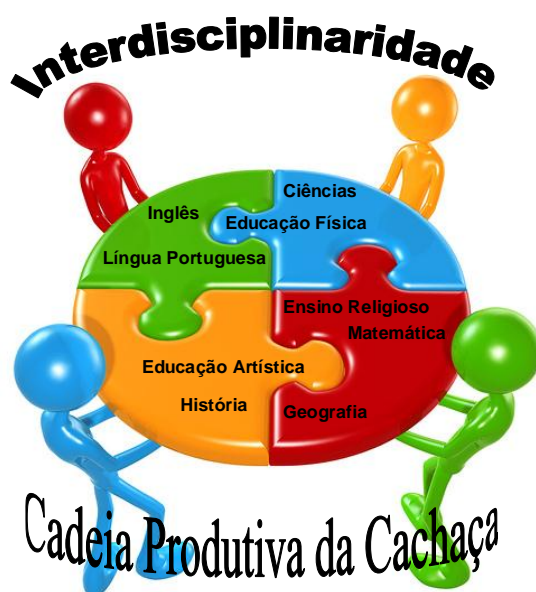 Interdisciplinaridade
Ciências
Inglês
Educação Física
Língua Portuguesa
Ensino Religioso
Matemática
Educação Artística
História
Geografia
Cadeia Produtiva da Cachaça